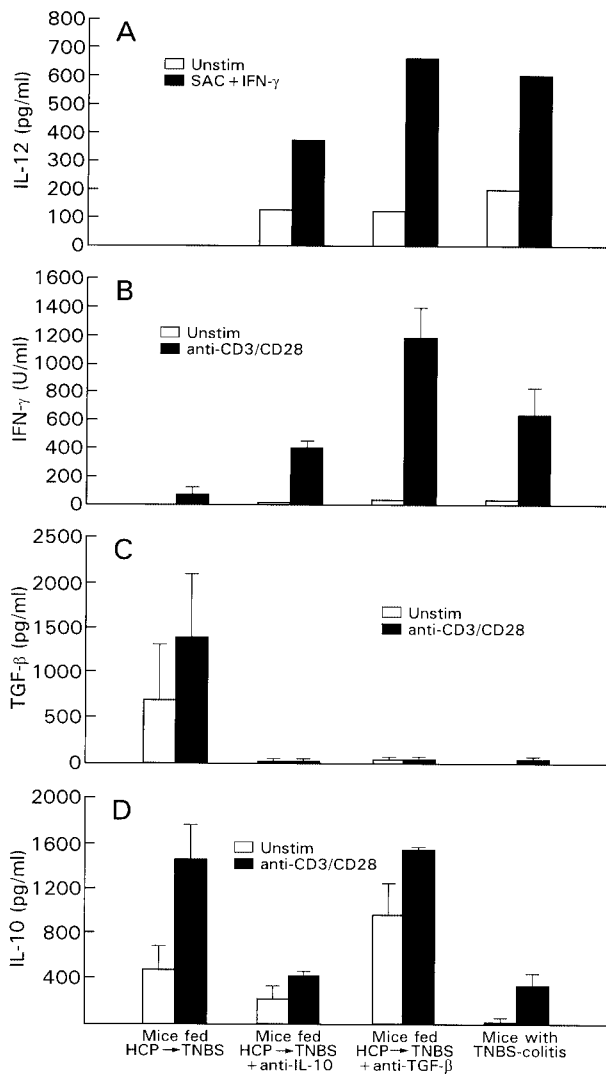 A
Unstim
SAC + IFN-γ
IL-12 (pg/ml)
800
700
600
500
400
300
200
100
0
B
Unstim
anti-CD3/CD28
IFN-γ (U/ml)
1600
1400
1200
1000
800
600
400
200
0
C
Unstim
anti-CD3/CD28
TGF-β (pg/ml)
2500
2000
1500
1000
500
0
D
Unstim
anti-CD3/CD28
IL-10 (pg/ml)
2000
1600
1200
800
400
Mice fed
HCP → TNBS
Mice fed
HCP → TNBS
+ anti-IL-10
Mice fed
HCP → TNBS
+ anti-TGF-β
Mice with
TNBS-colitis